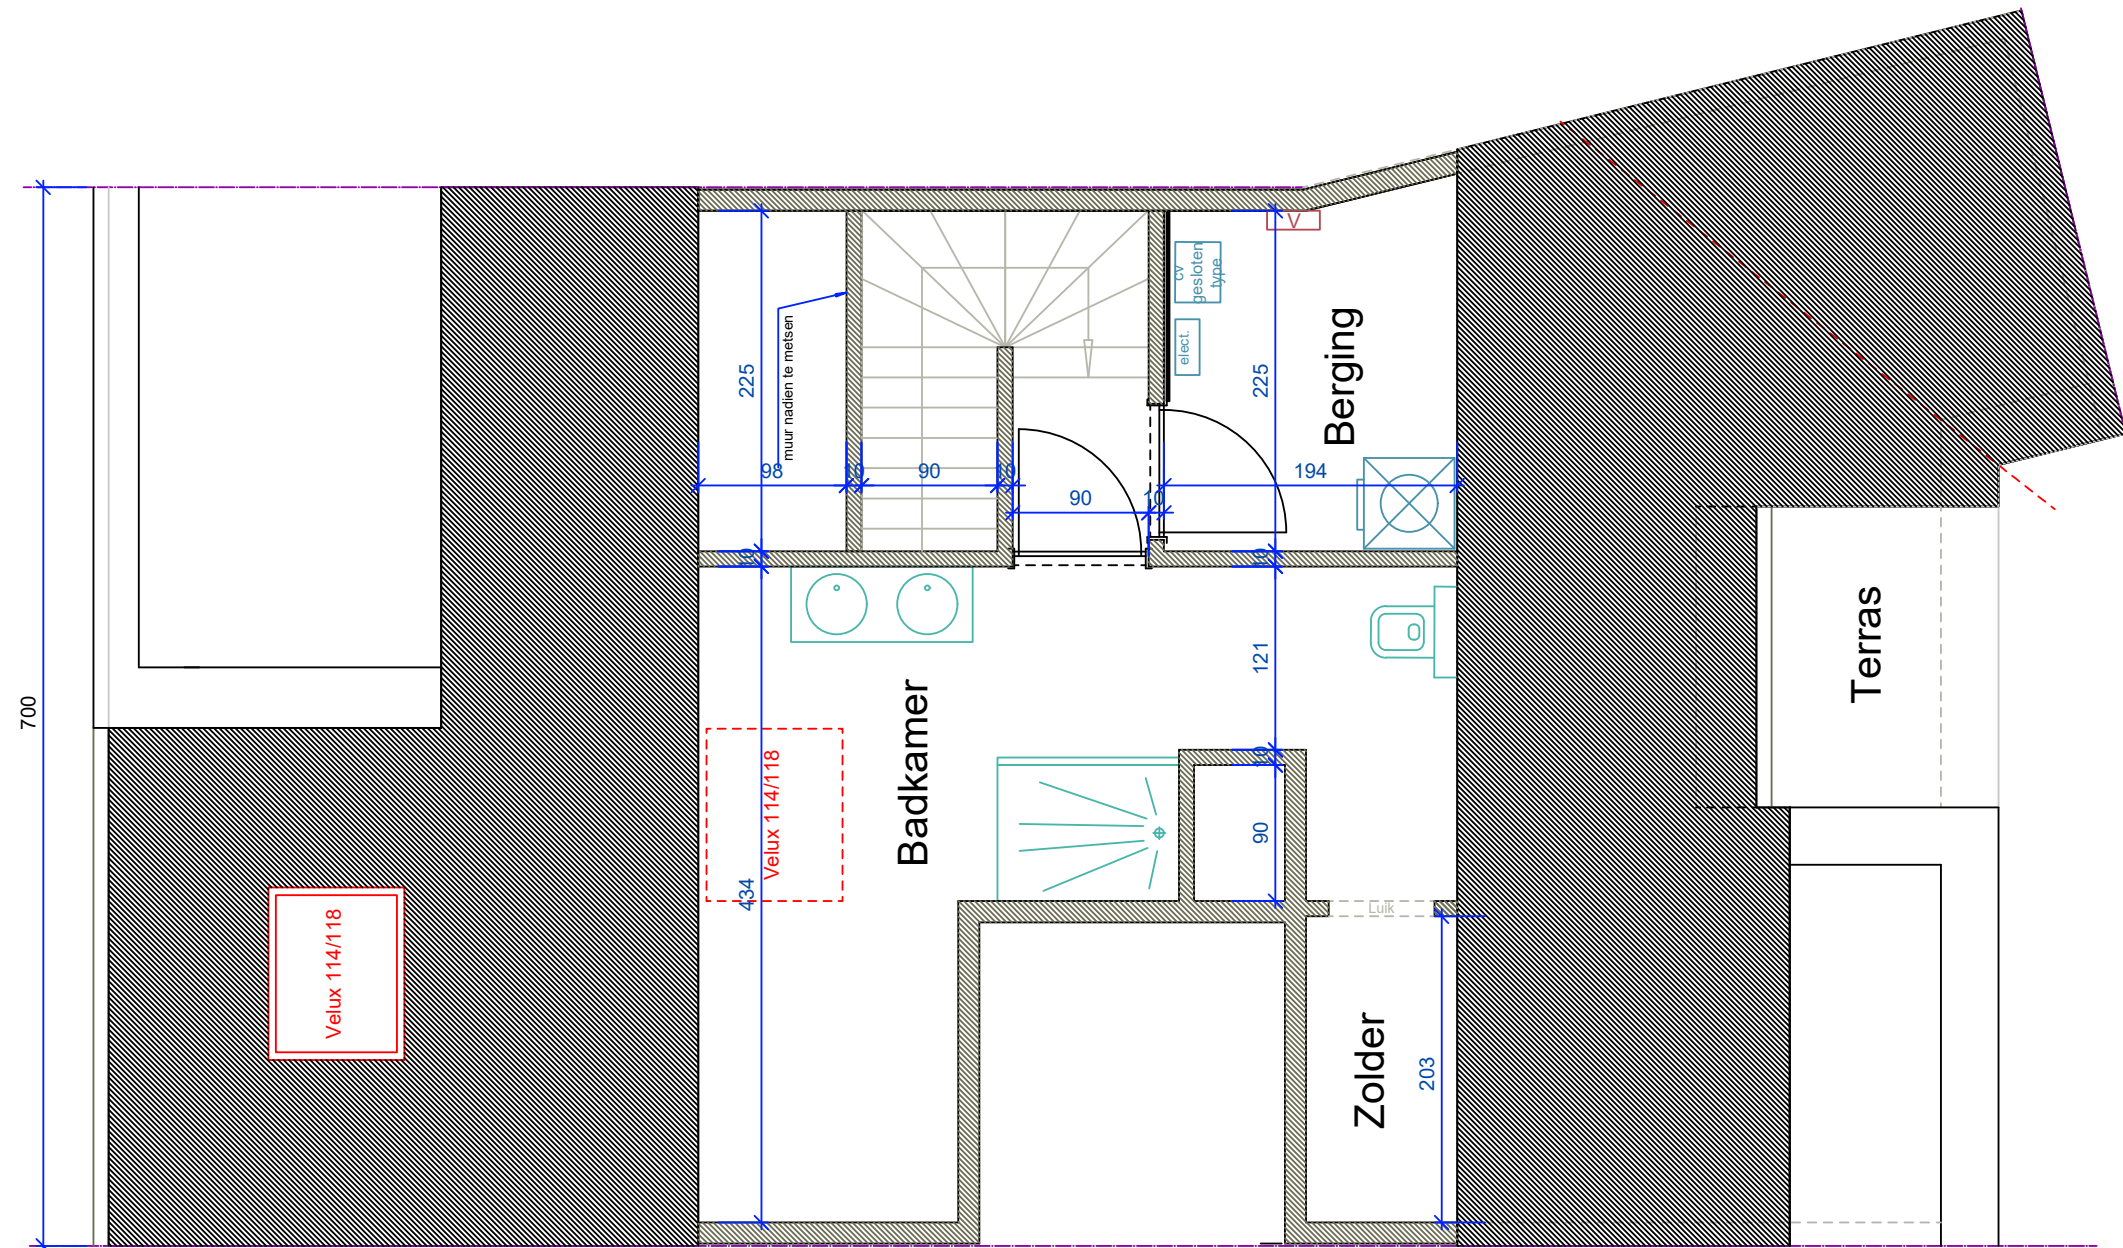 V
cv
gesloten
type
elect.
Berging
muur nadien te metsen
225
225
98
10
90
10
90
10
194
10
10
Terras
121
Badkamer
700
Velux 114/118
10
90
434
Luik
Velux 114/118
Zolder
203